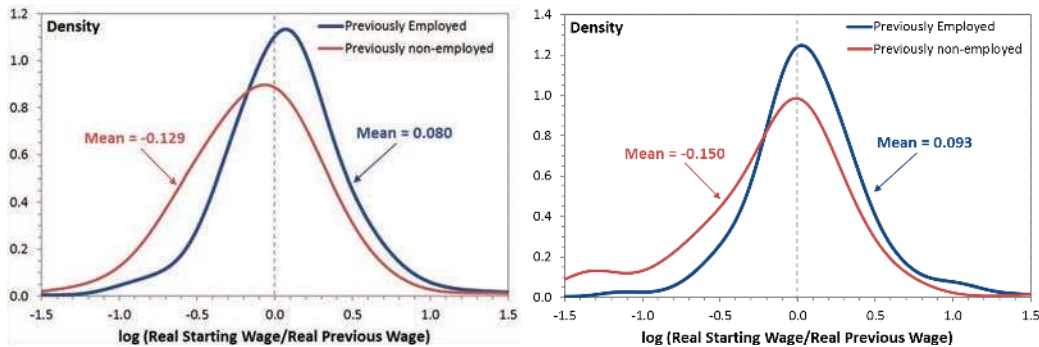 1.2
Density
Previously Employed
Previously non-employed
1.0
0.8
Mean = -0.129
Mean = 0.080
0.6
0.4
0.2
0.0
-1.5 -1.0 -0.5 0.0 0.5 1.0 1.5
log (Real Starting Wage/Real Previous Wage)
1.4
Density
Previously Employed
Previously non-employed
1.2
1.0
0.8
Mean = -0.150
Mean = 0.093
0.6
0.4
0.2
0.0
-1.5 -1.0 -0.5 0.0 0.5 1.0 1.5
log (Real Starting Wage/Real Previous Wage)